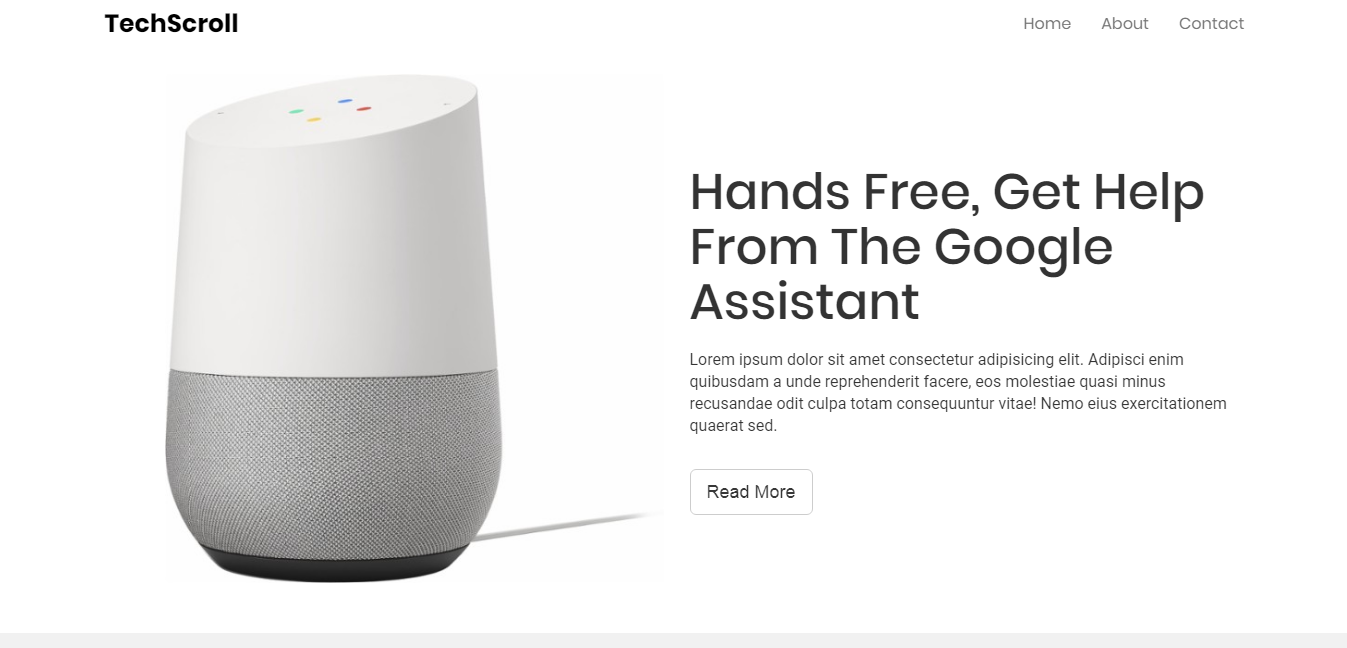 TechScroll
Home About Contact
Hands Free, Get Help
From The Google
Assistant
Lorem ipsum dolor sit amet consectetur adipisicing elit. Adipisci enim
quibusdam a unde reprehenderit facere, eos molestiae quasi minus
recusandae odit culpa totam consequuntur vitae! Nemo eius exercitationem
quaerat sed.
Read More